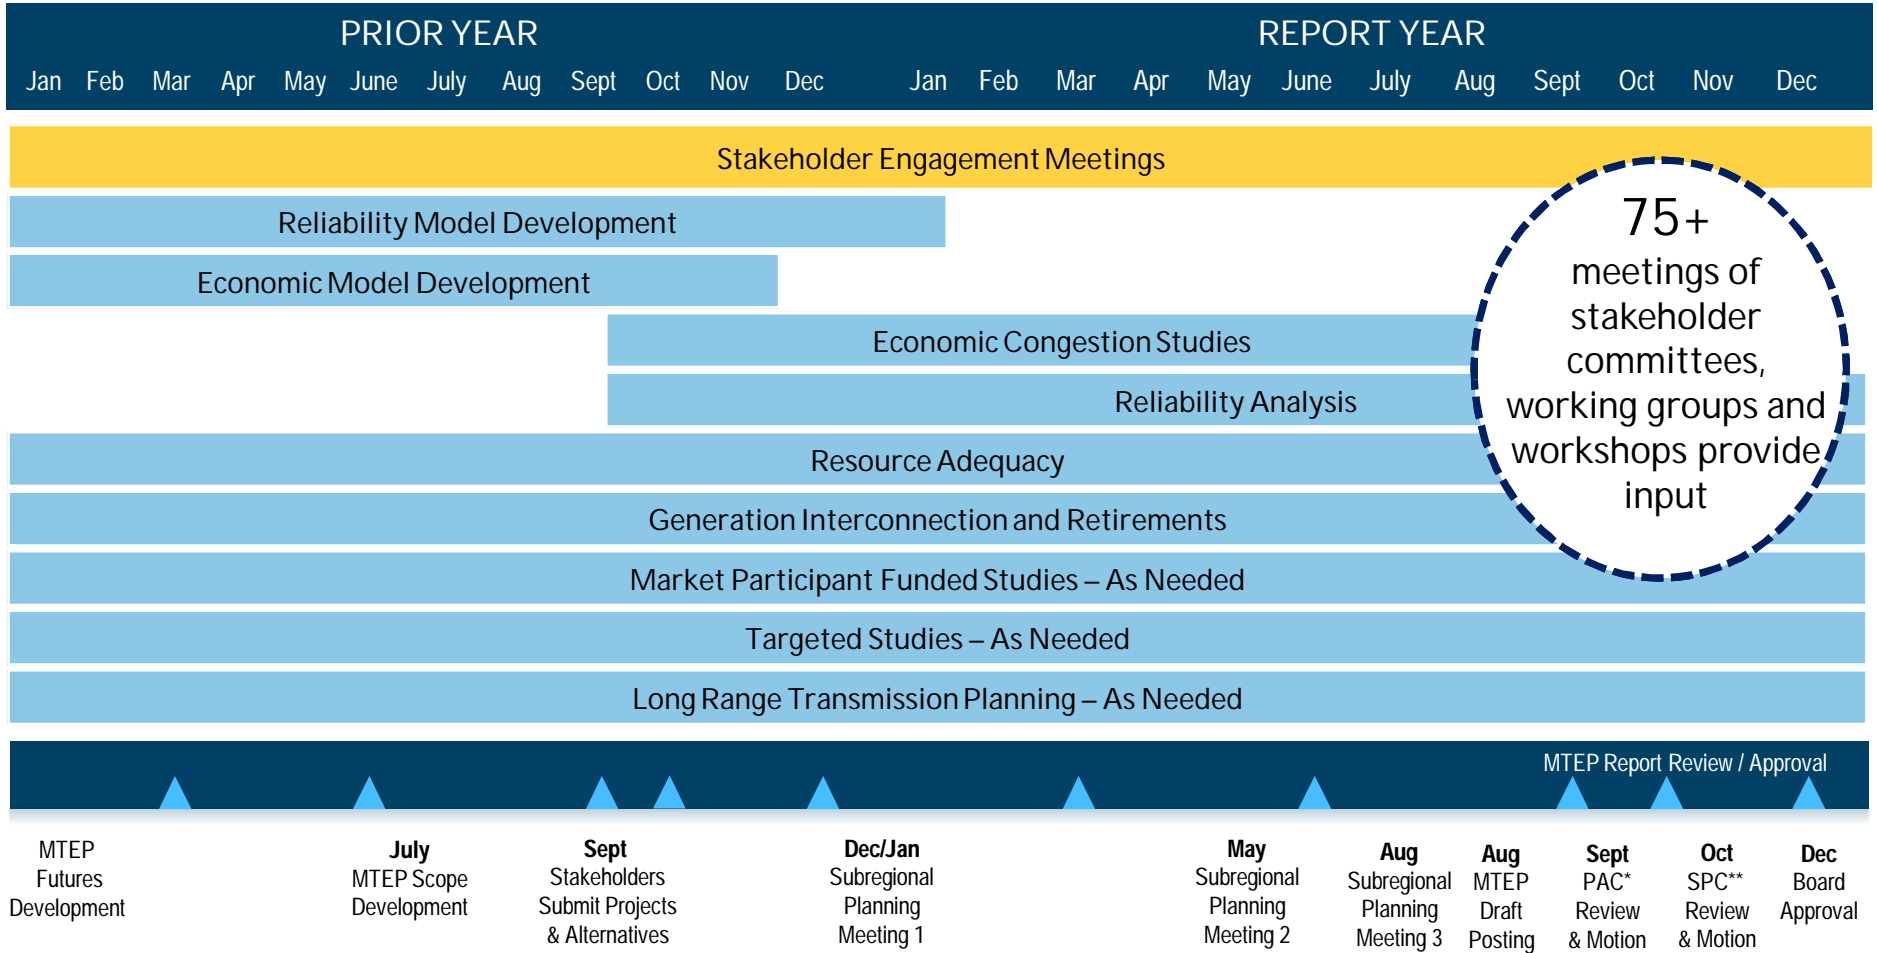 PRIOR YEAR
REPORT YEAR
Jan Feb Mar Apr May June July Aug Sept Oct Nov Dec Jan Feb Mar Apr May June July Aug Sept Oct Nov Dec
Stakeholder Engagement Meetings
Reliability Model Development
Economic Model Development
Economic Congestion Studies
Reliability Analysis
Resource Adequacy
Generation Interconnection and Retirements
Market Participant Funded Studies – As Needed
Targeted Studies – As Needed
Long Range Transmission Planning – As Needed
75+
meetings of
stakeholder
committees,
working groups and
workshops provide
input
MTEP Report Review / Approval
MTEP
Futures
Development
July
MTEP Scope
Development
Sept
Stakeholders
Submit Projects
& Alternatives
Dec/Jan
Subregional
Planning
Meeting 1
May
Subregional
Planning
Meeting 2
Aug
Subregional
Planning
Meeting 3
Aug
MTEP
Draft
Posting
Sept
PAC*
Review
& Motion
Oct
SPC**
Review
& Motion
Dec
Board
Approval